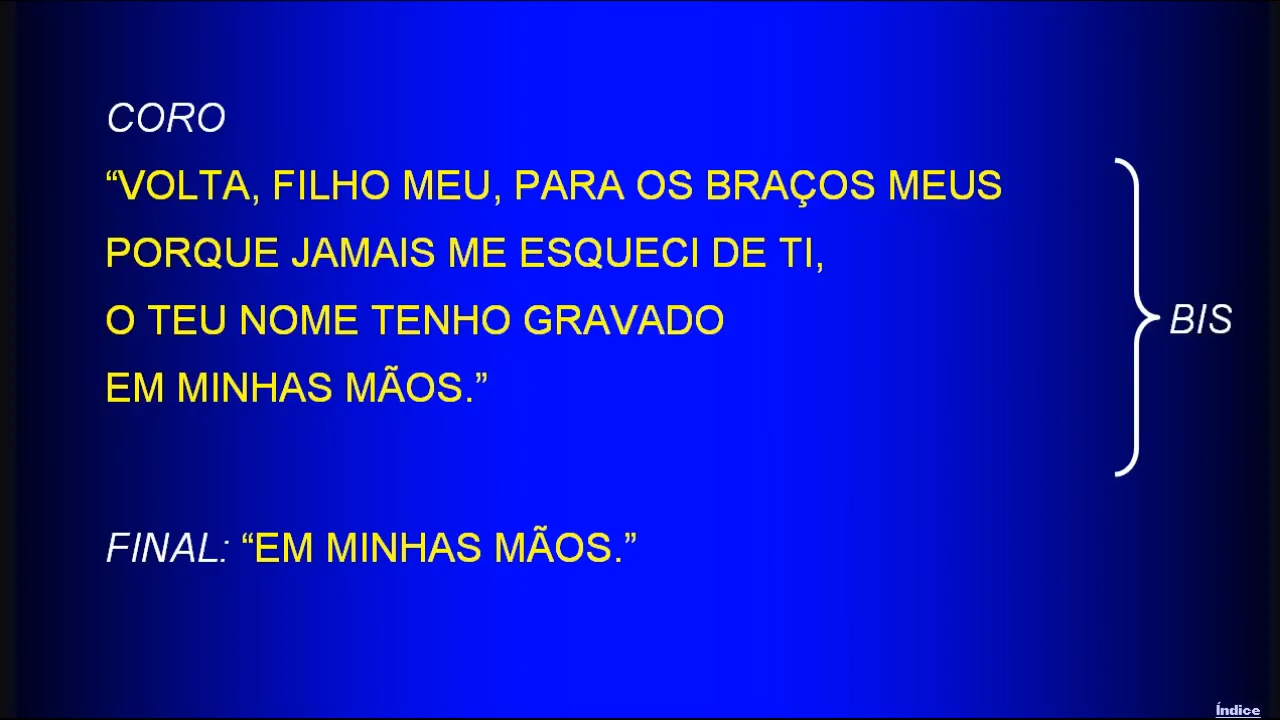 CORO
“VOLTA, FILHO MEU, PARA OS BRAÇOS MEUS
PORQUE JAMAIS ME ESQUECI DE TI,
O TEU NOME TENHO GRAVADO
EM MINHAS MÃOS.”
BIS
FINAL: “EM MINHAS MÃOS.”
Índice